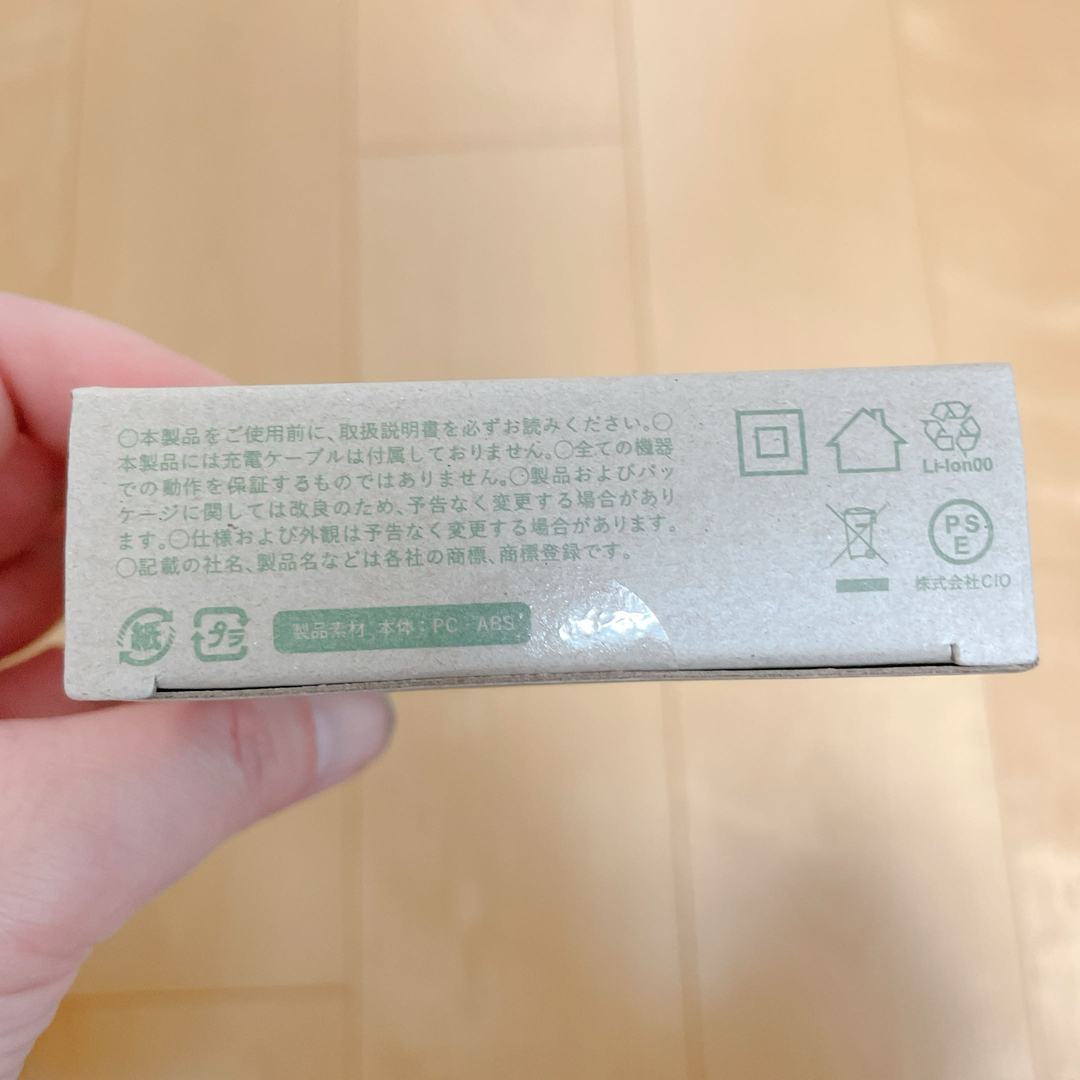 〇本製品をご使用前に、取扱説明書を必ずお読みください。〇
本製品には充電ケーブルは付属しておりません。〇全ての機器
での動作を保証するものではありません。〇製品およびパッ
ケージに関しては改良のため、予告なく変更する場合があり
ます。〇仕様および外観は予告なく変更する場合があります。
〇記載の社名、製品名などは各社の商標、商標登録です。
Li-Ion00
PS
E
株式会社CIO
紙
プラ
製品素材 本体：PC・ABS